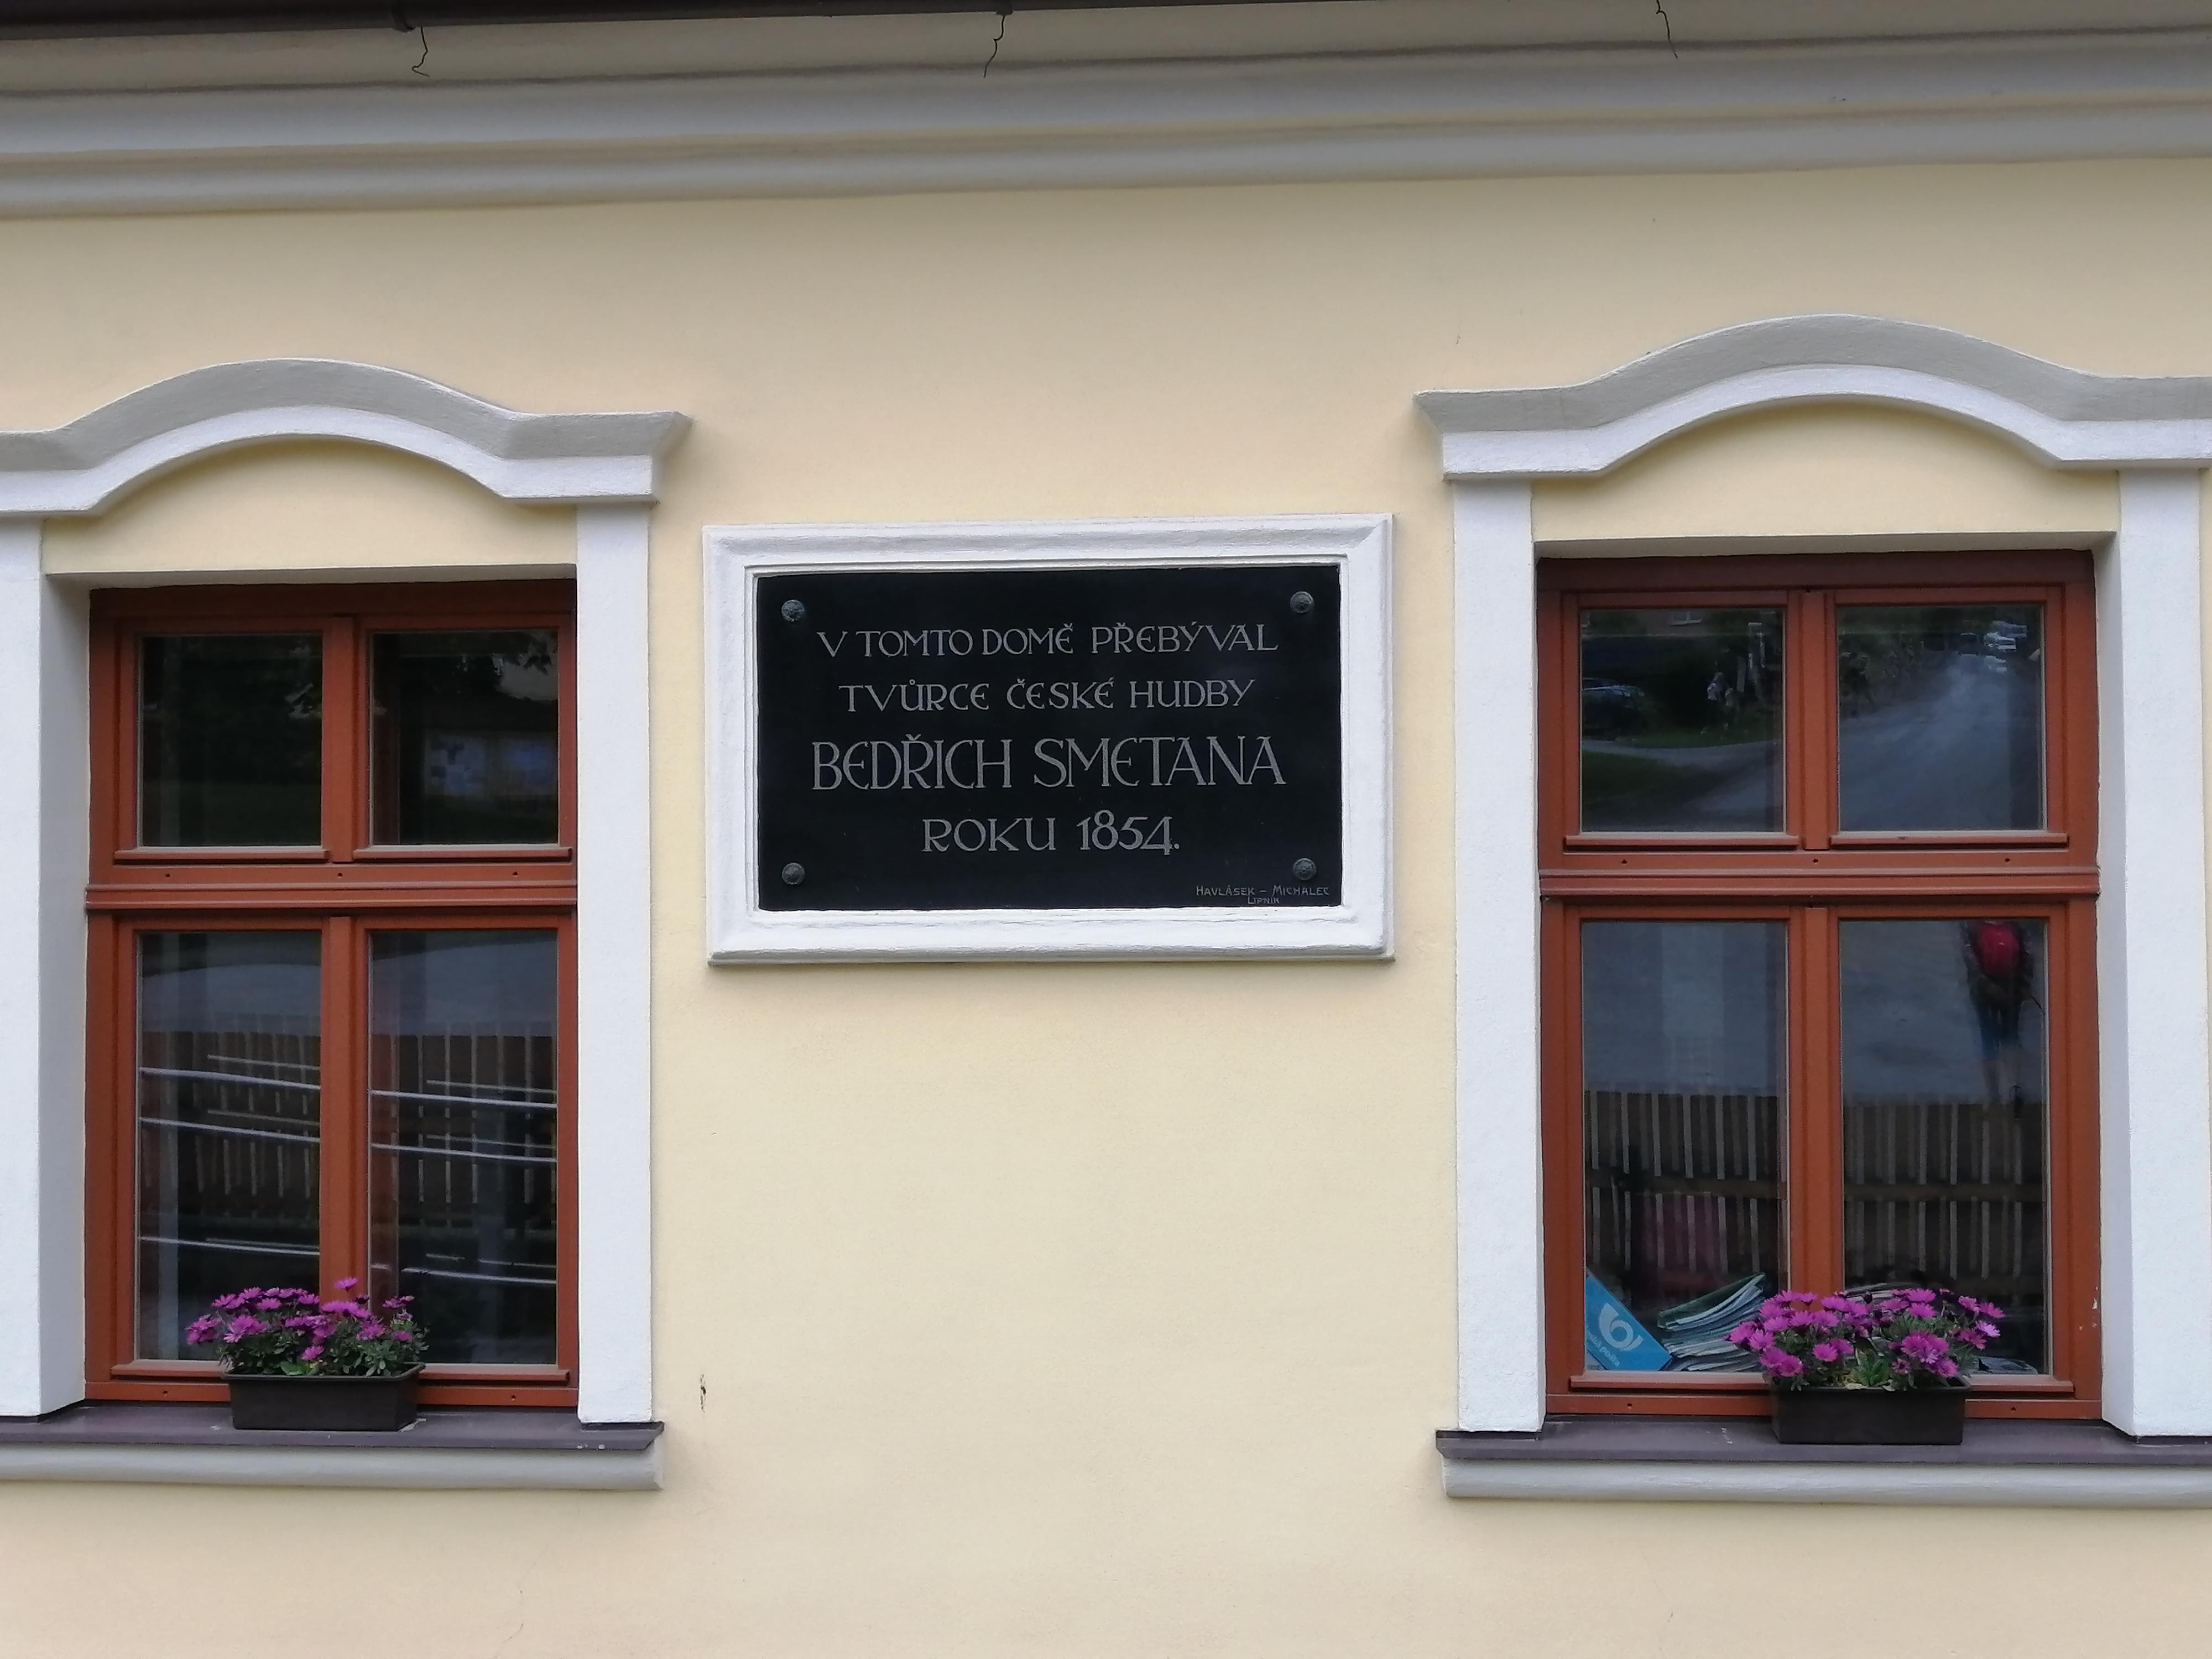 V TOMTO DOMĚ PŘEBÝVAL
TVŮRCE ČESKÉ HUDBY
BEDŘICH SMETANA
ROKU 1854.
HAVLÁSEK – MICHALEC
LIPNÍK